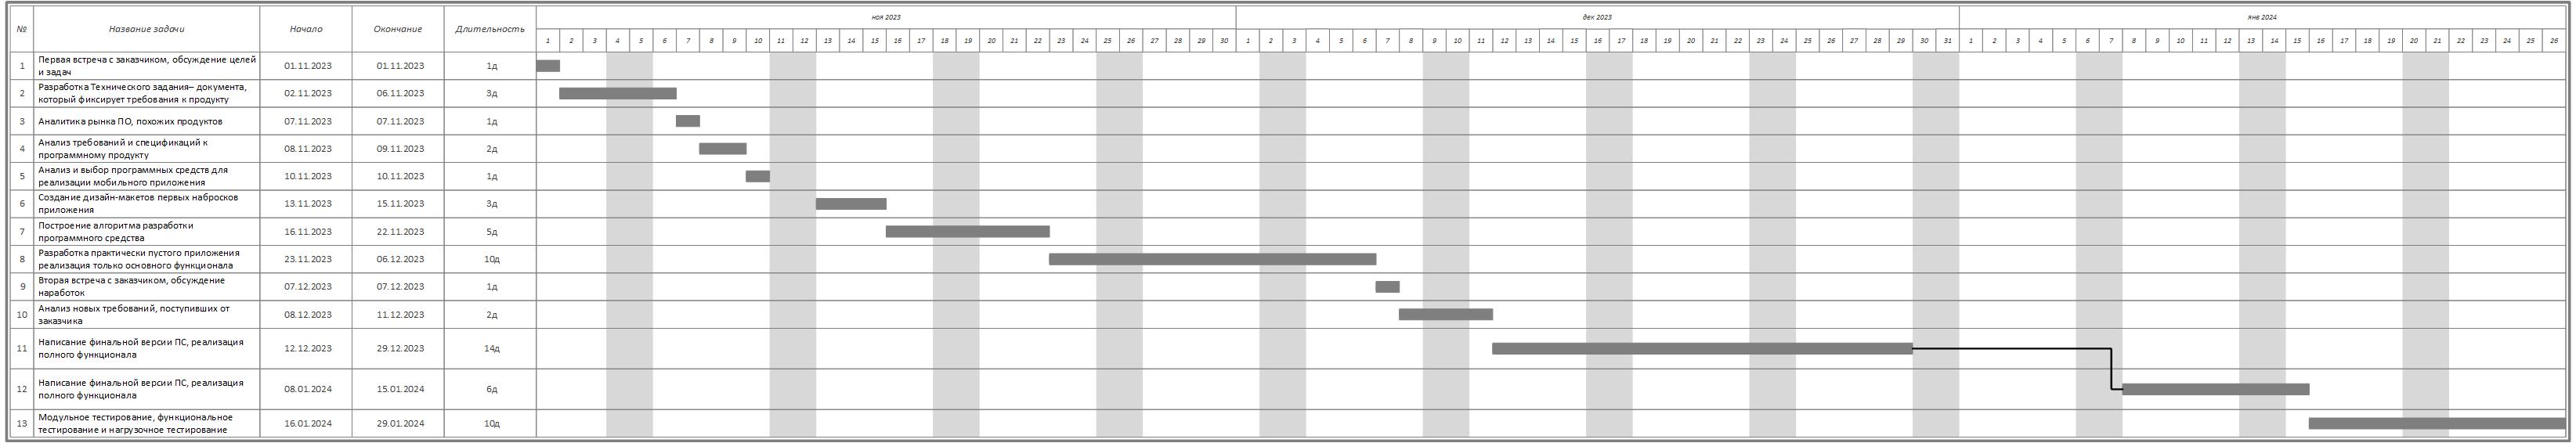 № Название задачи Начало Окончание Длительность ноя 2023 дек 2023 янв 2024
1 2 3 4 5 6 7 8 9 10 11 12 13 14 15 16 17 18 19 20 21 22 23 24 25 26 27 28 29 30 1 2 3 4 5 6 7 8 9 10 11 12 13 14 15 16 17 18 19 20 21 22 23 24 25 26 27 28 29 30 31 1 2 3 4 5 6 7 8 9 10 11 12 13 14 15 16 17 18 19 20 21 22 23 24 25 26
1 Первая встреча с заказчиком, обсуждение целей
и задач 01.11.2023 01.11.2023 1д
2 Разработка Технического задания– документа,
который фиксирует требования к продукту 02.11.2023 06.11.2023 3д
3 Аналитика рынка ПО, похожих продуктов 07.11.2023 07.11.2023 1д
4 Анализ требований и спецификаций к
программному продукту 08.11.2023 09.11.2023 2д
5 Анализ и выбор программных средств для
реализации мобильного приложения 10.11.2023 10.11.2023 1д
6 Создание дизайн-макетов первых набросков
приложения 13.11.2023 15.11.2023 3д
7 Построение алгоритма разработки
программного средства 16.11.2023 22.11.2023 5д
8 Разработка практически пустого приложения
реализация только основного функционала 23.11.2023 06.12.2023 10д
9 Вторая встреча с заказчиком, обсуждение
наработок 07.12.2023 07.12.2023 1д
10 Анализ новых требований, поступивших от
заказчика 08.12.2023 11.12.2023 2д
11 Написание финальной версии ПС, реализация
полного функционала 12.12.2023 29.12.2023 14д
12 Написание финальной версии ПС, реализация
полного функционала 08.01.2024 15.01.2024 6д
13 Модульное тестирование, функциональное
тестирование и нагрузочное тестирование 16.01.2024 29.01.2024 10д